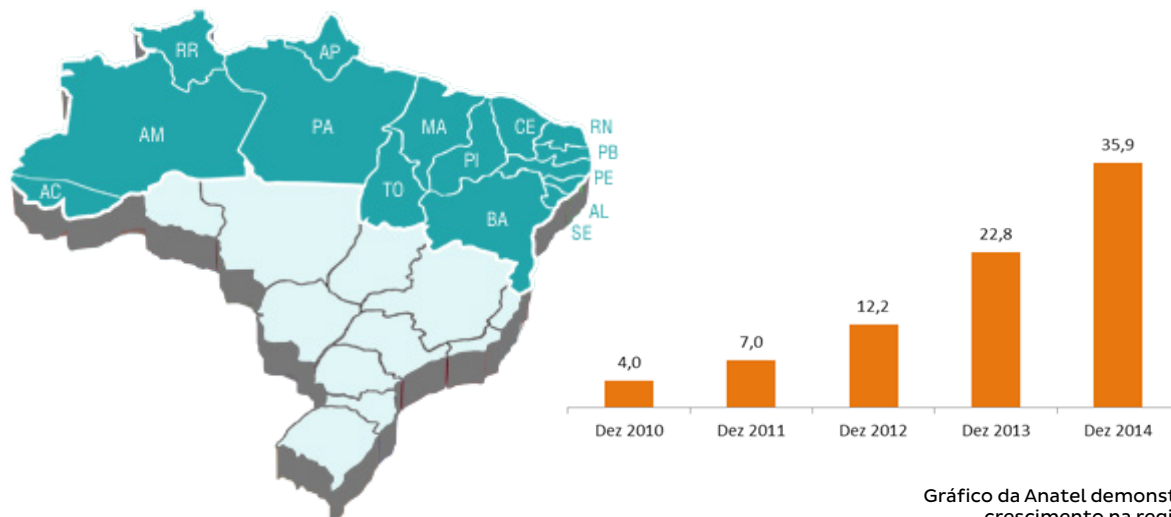 RR
AP
AM
PA
MA
CE
RN
PB
PI
PE
AC
TO
AL
BA
SE
35,9
22,8
12,2
7,0
4,0
Dez 2010 Dez 2011 Dez 2012 Dez 2013 Dez 2014
Gráfico da Anatel
crescimento na